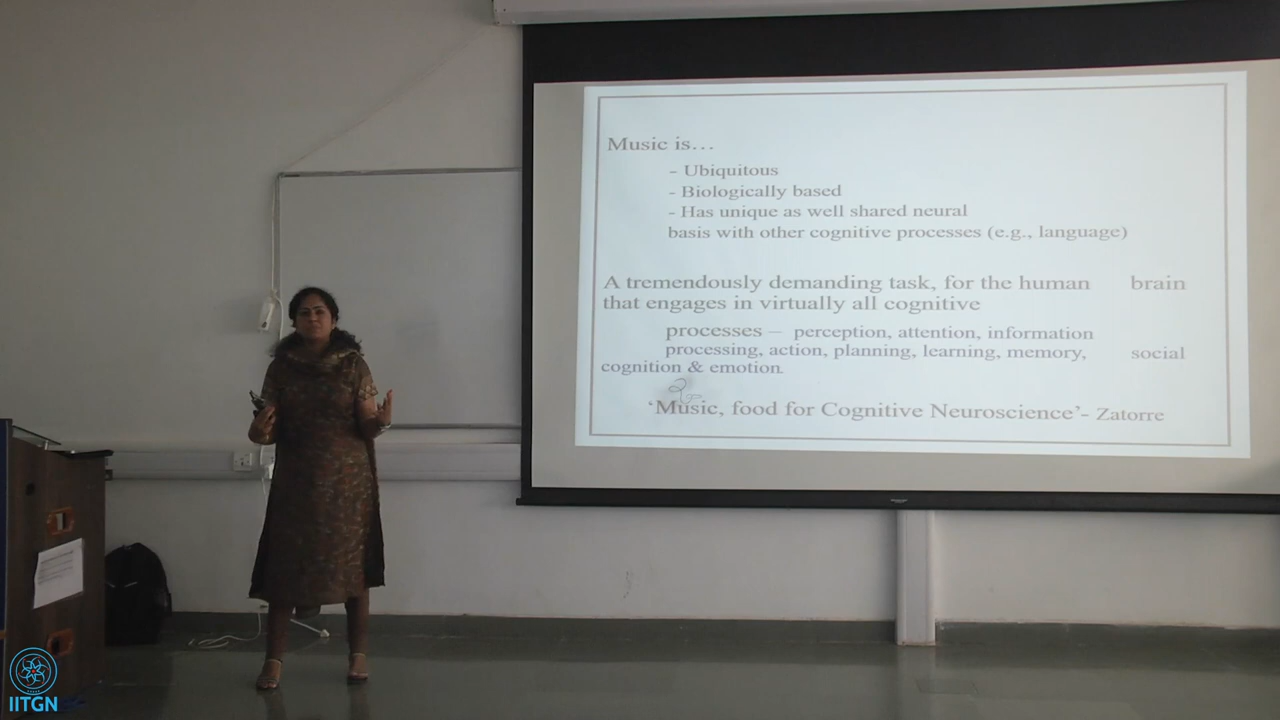 Music is…
- Ubiquitous
- Biologically based
- Has unique as well shared neural
basis with other cognitive processes (e.g., language)
A tremendously demanding task, for the human brain
that engages in virtually all cognitive
processes – perception, attention, information
processing, action, planning, learning, memory, social
cognition & emotion.
‘Music, food for Cognitive Neuroscience’- Zatorre
IITGN